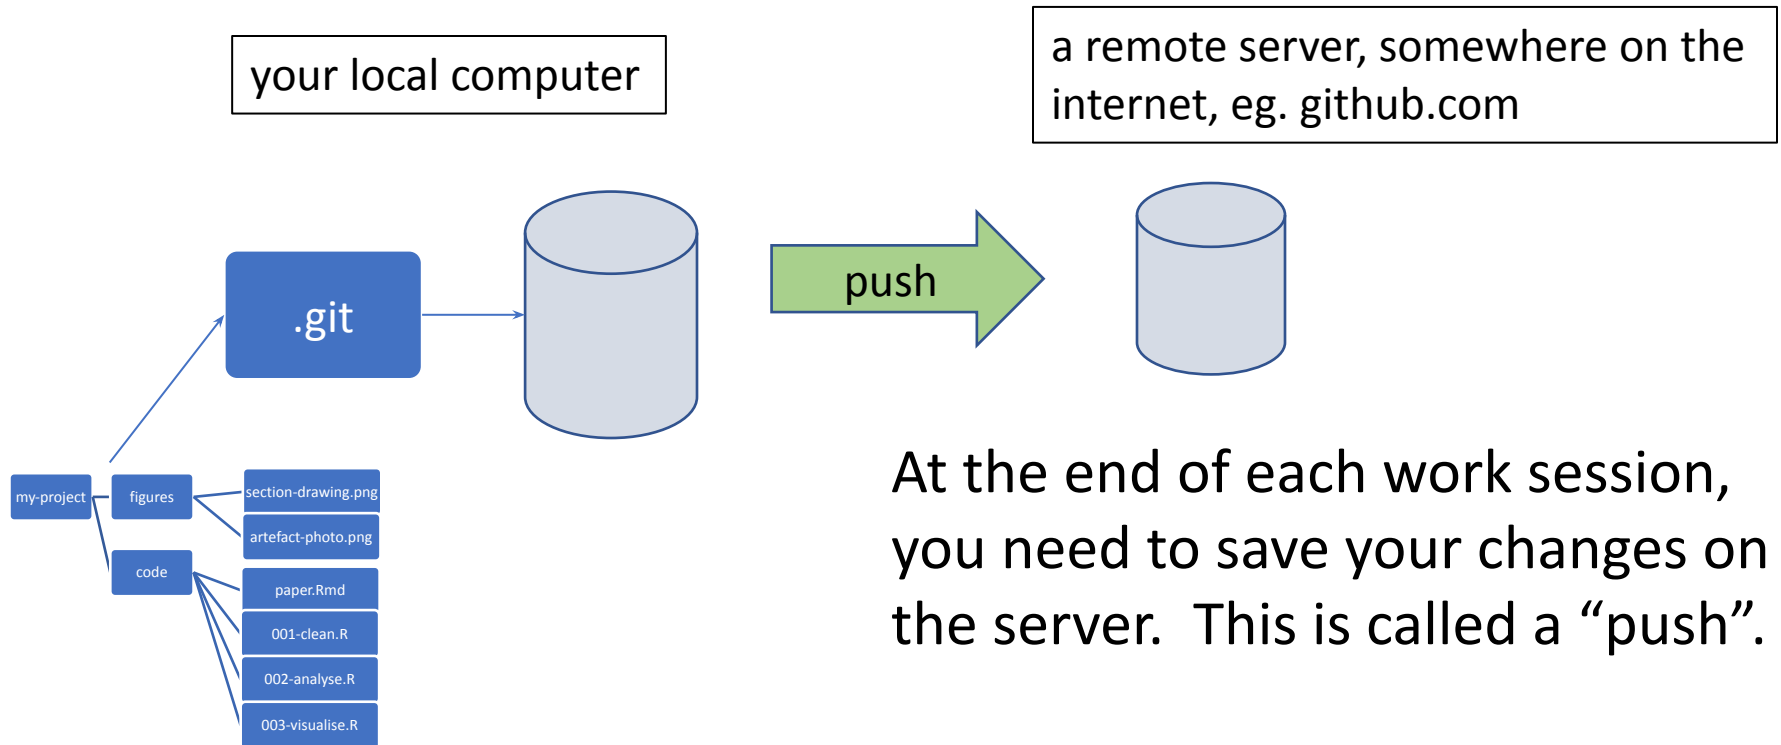 your local computer
a remote server, somewhere on the
internet, eg. github.com
.git
push
my-project
figures
section-drawing.png
artefact-photo.png
code
paper.Rmd
001-clean.R
002-analyse.R
003-visualise.R
At the end of each work session,
you need to save your changes on
the server.  This is called a “push”.